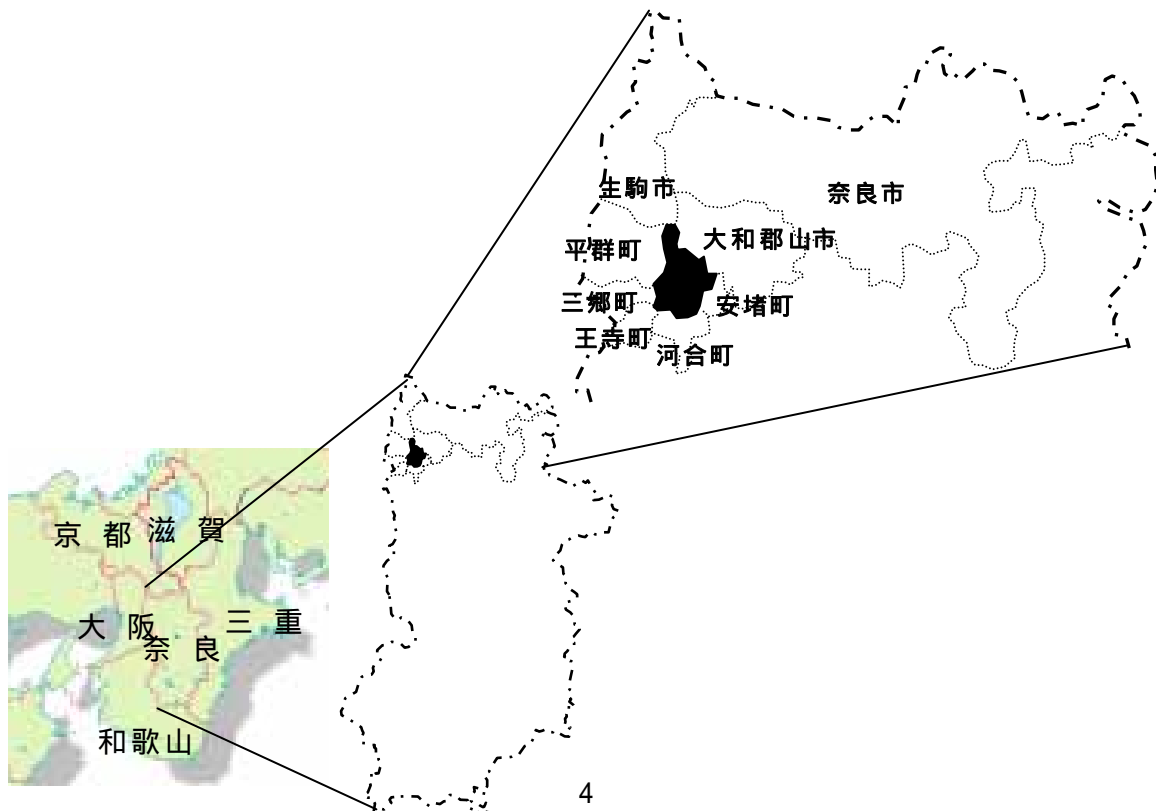 生駒市
奈良市
平群町
大和郡山市
三郷町
安堵町
王寺町
河合町
京都
滋賀
大阪
奈良
三重
和歌山
4